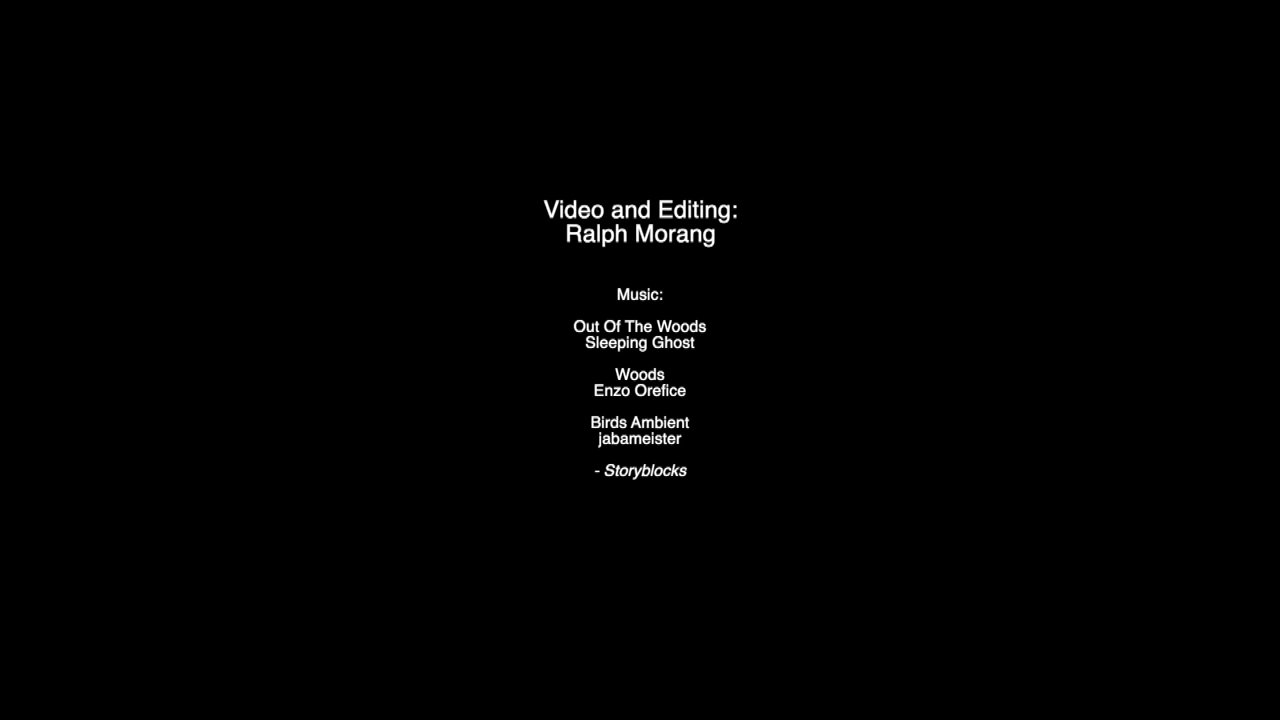 Video and Editing:
Ralph Morang
Music:
Out Of The Woods
Sleeping Ghost
Woods
Enzo Orefice
Birds Ambient
jabameister
- Storyblocks